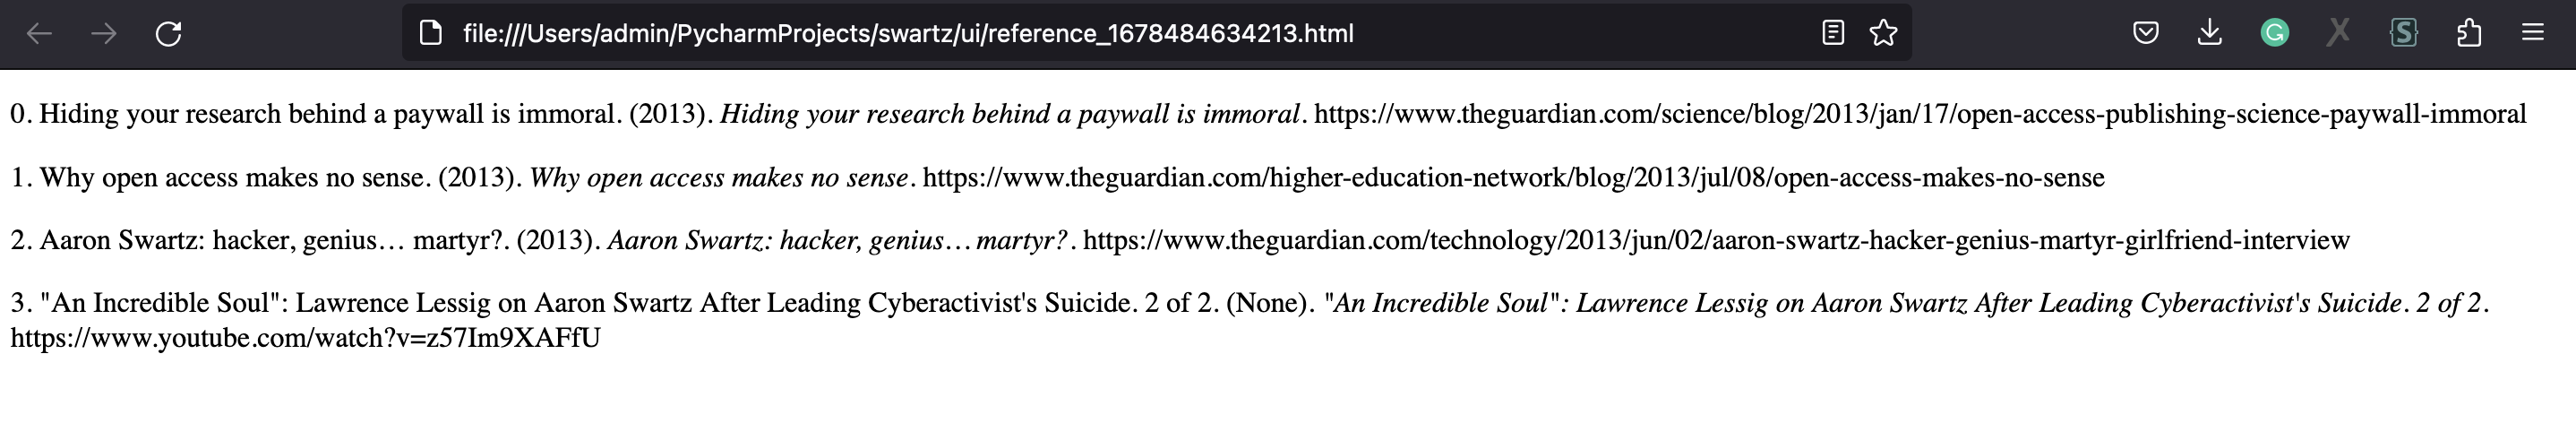 file:///Users/admin/PycharmProjects/swartz/ui/reference_1678484634213.html
0. Hiding your research behind a paywall is immoral. (2013). Hiding your research behind a paywall is immoral. https://www.theguardian.com/science/blog/2013/jan/17/open-access-publishing-science-paywall-immoral
1. Why open access makes no sense. (2013). Why open access makes no sense. https://www.theguardian.com/higher-education-network/blog/2013/jul/08/open-access-makes-no-sense
2. Aaron Swartz: hacker, genius… martyr?. (2013). Aaron Swartz: hacker, genius… martyr?. https://www.theguardian.com/technology/2013/jun/02/aaron-swartz-hacker-genius-martyr-girlfriend-interview
3. "An Incredible Soul": Lawrence Lessig on Aaron Swartz After Leading Cyberactivist's Suicide. 2 of 2. (None). "An Incredible Soul": Lawrence Lessig on Aaron Swartz After Leading Cyberactivist's Suicide. 2 of 2.
https://www.youtube.com/watch?v=z57Im9XAFfU